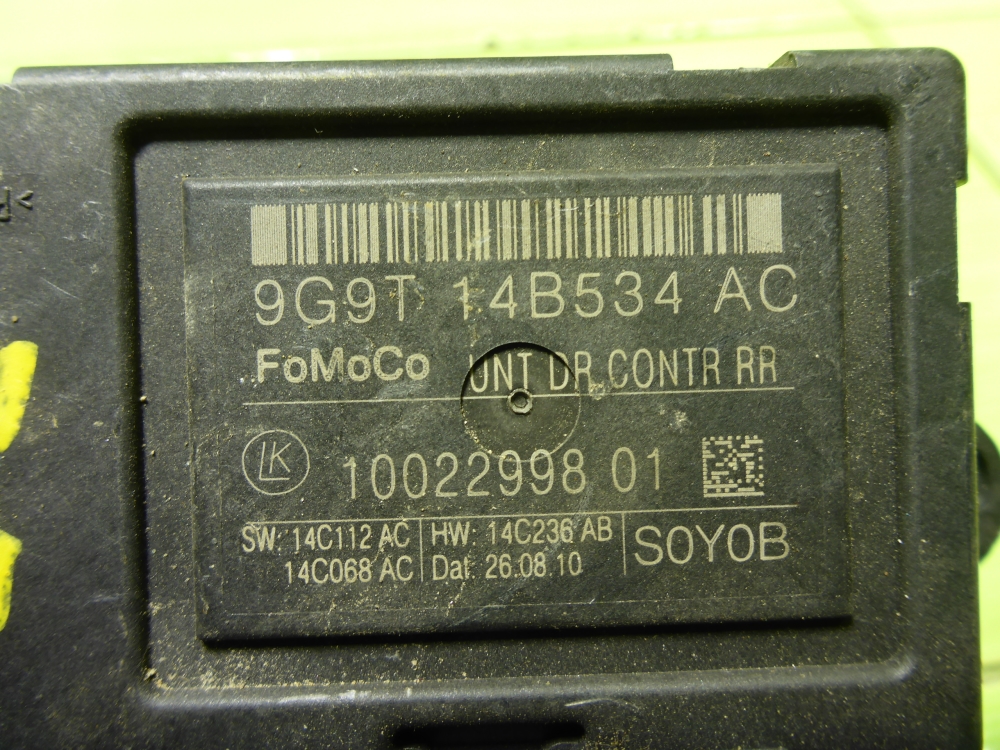 9G9T 14B534 AC
FoMoCo UNT DR CONTR RR
LK 10022998 01
SW: 14C112 AC HW: 14C236 AB SOYOB
14C068 AC Dat. 26.08.10